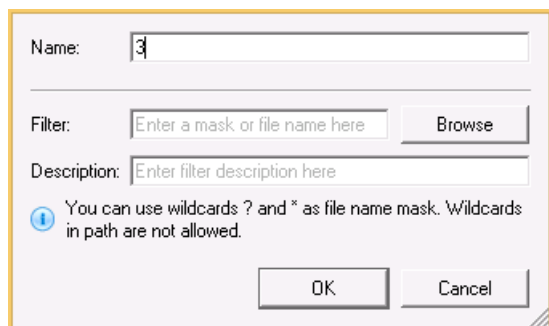 Name: 3
Filter: Enter a mask or file name here Browse
Description: Enter filter description here
You can use wildcards ? and * as file name mask. Wildcards
in path are not allowed.
OK Cancel